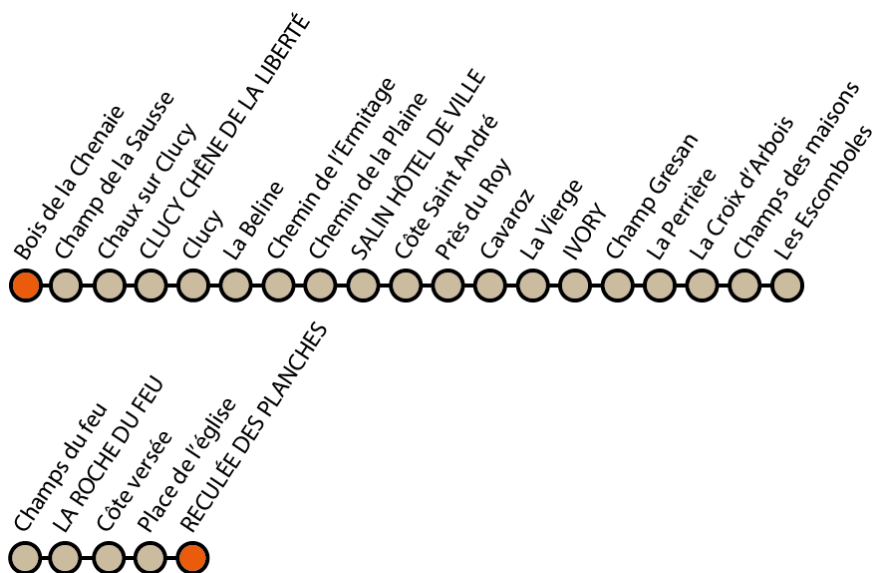 Bois de la Chenaie
Champ de la Sausse
Chaux sur Clucy
CLUCY CHÊNE DE LA LIBERTÉ
Clucy
La Beline
Chemin de l'Ermitage
Chemin de la Plaine
SALIN HÔTEL DE VILLE
Côte Saint André
Près du Roy
Cavaroz
La Vierge
IVORY
Champ Gresan
La Perrière
La Croix d'Arbois
Champs des maisons
Les Escomboles
Champs du feu
LA ROCHE DU FEU
Côte versée
Place de l'église
RECULÉE DES PLANCHES